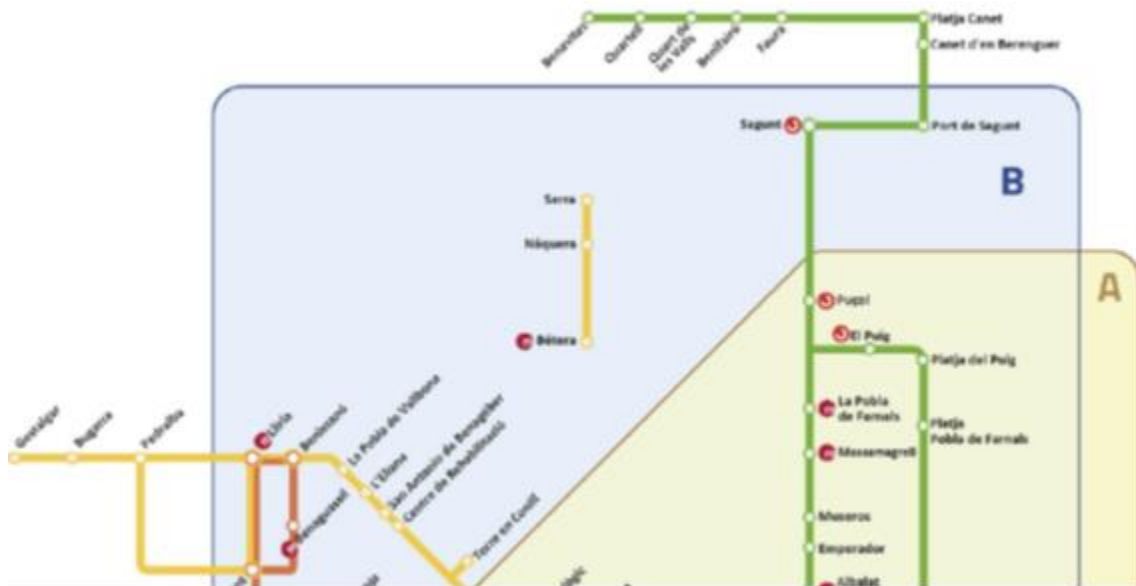 Benavites
Quartell
Quart de
les Valls
Benifairó
Faura
Platja Canet
Canet d'en Berenguer
Sagunt
Port de Sagunt
B
Serra
Nàquera
A
Puçol
Bétera
El Puig
Platja del Puig
La Pobla
de Farnals
Platja
Pobla de Farnals
Massamagrell
Museros
Emperador
Albalat
Gestalgar
Bugarra
Pedralba
Llíria
Benisanó
La Pobla de Vallbona
L'Eliana
San Antonio de Benagéber
Centre de Rehabilitació
Torre en Conill
Benaguasil